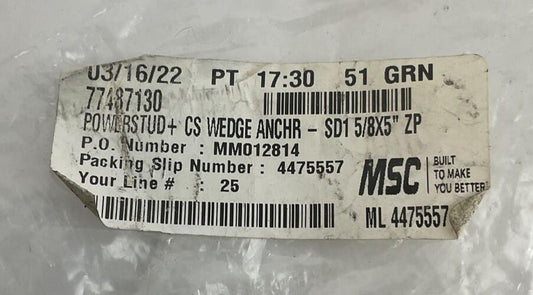 03/16/22 PT 17:30 51 GRN
77487130
POWERSTUD+ CS WEDGE ANCHR - SD1 5/8X5" ZP
P.O. Number : MM012814
Packing Slip Number : 4475557
Your Line # : 25
MSC
BUILT
TO MAKE
YOU BETTER
ML 4475557